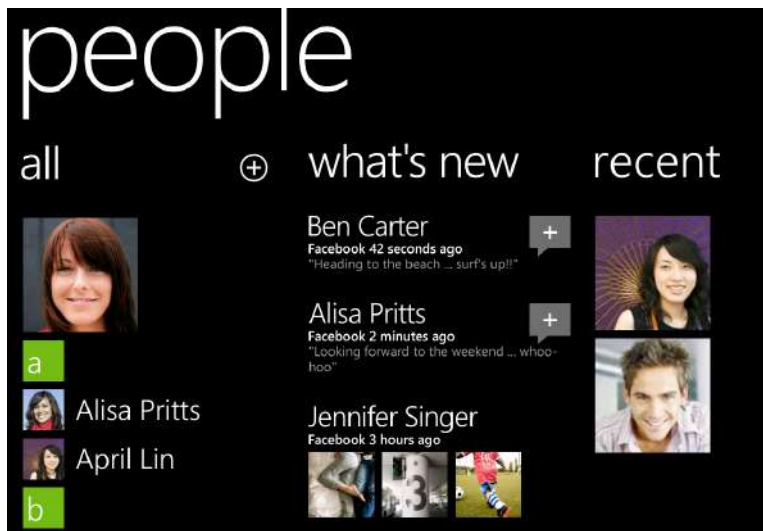 people
all
what's new
recent
Ben Carter
Facebook 42 seconds ago
"Heading to the beach ... surf's up!!"
Alisa Pritts
Facebook 2 minutes ago
"Looking forward to the weekend ... whoo-
hoo"
Jennifer Singer
Facebook 3 hours ago
a
Alisa Pritts
April Lin
b
3